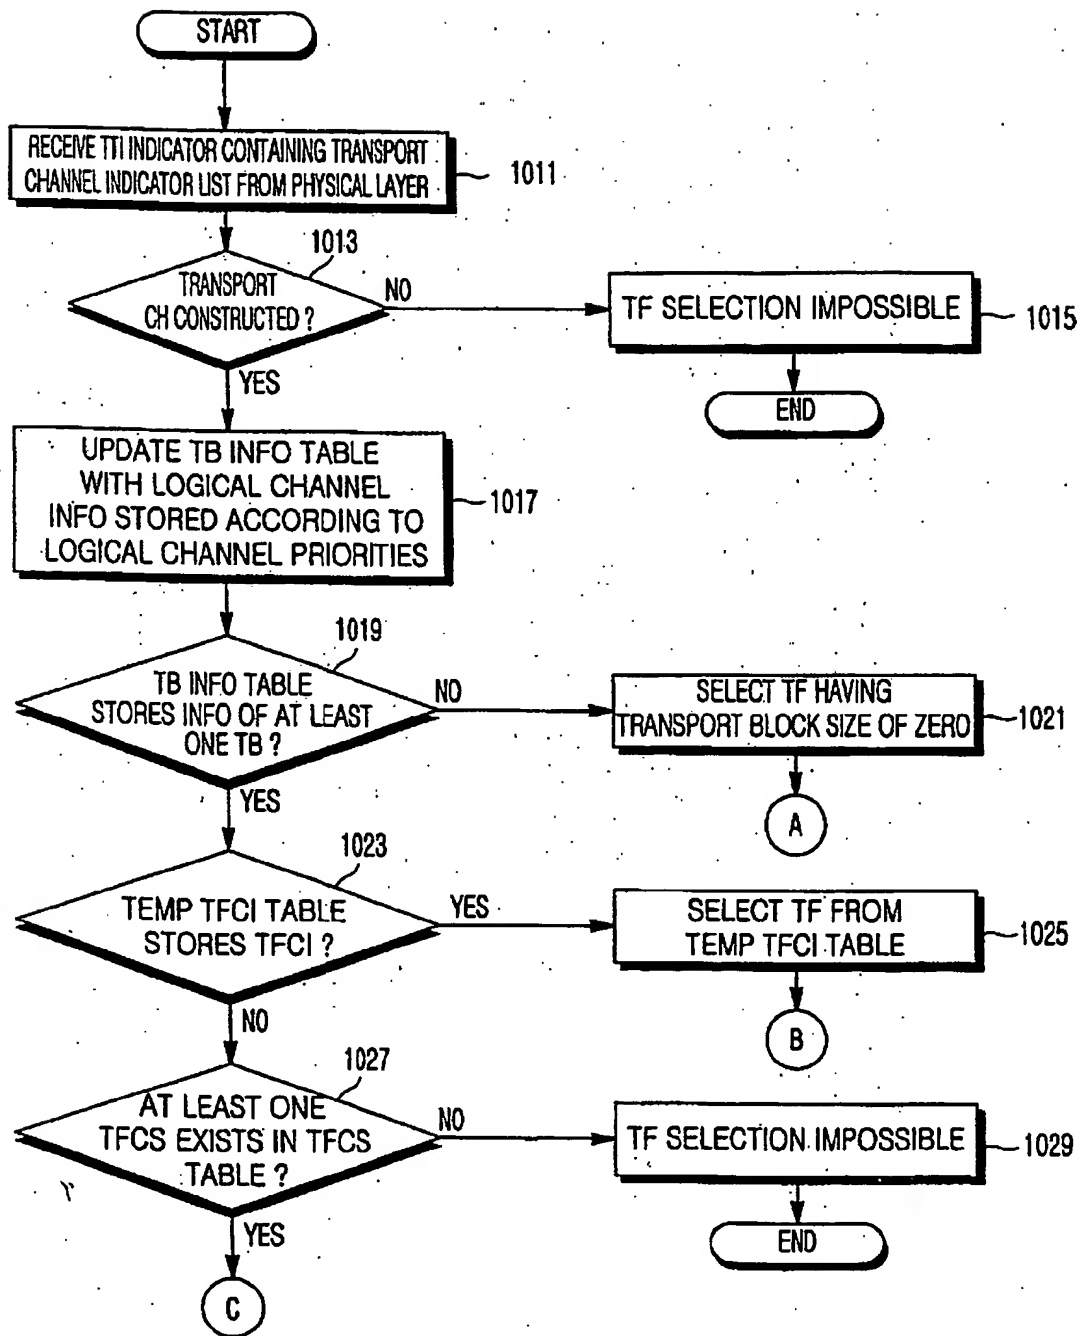 START
RECEIVE TTI INDICATOR CONTAINING TRANSPORT
CHANNEL INDICATOR LIST FROM PHYSICAL LAYER
1011
1013
TRANSPORT
CH CONSTRUCTED ?
NO
TF SELECTION IMPOSSIBLE
1015
YES
END
UPDATE TB INFO TABLE
WITH LOGICAL CHANNEL
INFO STORED ACCORDING TO
LOGICAL CHANNEL PRIORITIES
1017
1019
TB INFO TABLE
STORES INFO OF AT LEAST
ONE TB ?
NO
SELECT TF HAVING
TRANSPORT BLOCK SIZE OF ZERO
1021
YES
A
1023
TEMP TFCI TABLE
STORES TFCI ?
YES
SELECT TF FROM
TEMP TFCI TABLE
1025
NO
B
1027
AT LEAST ONE
TFCS EXISTS IN TFCS
TABLE ?
NO
TF SELECTION IMPOSSIBLE
1029
YES
END
C